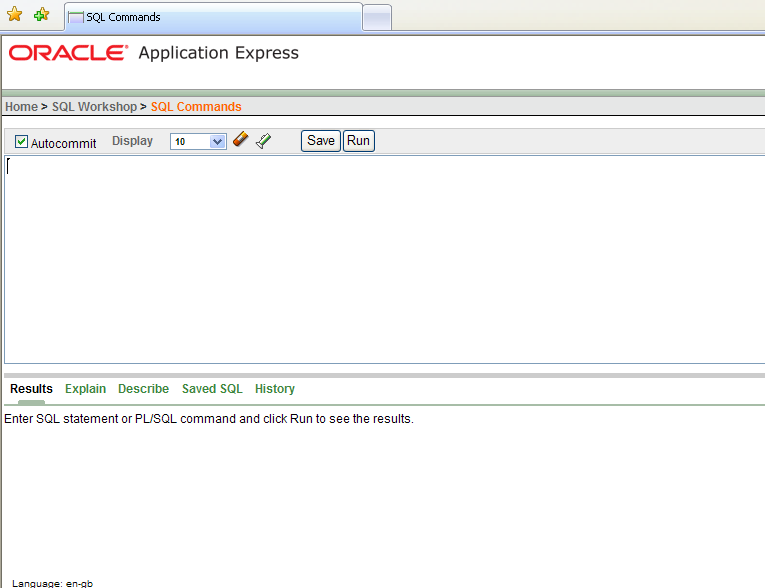 SQL Commands
ORACLE® Application Express
Home > SQL Workshop > SQL Commands
Autocommit Display 10 Save Run
Results Explain Describe Saved SQL History
Enter SQL statement or PL/SQL command and click Run to see the results.
Language: en-gb